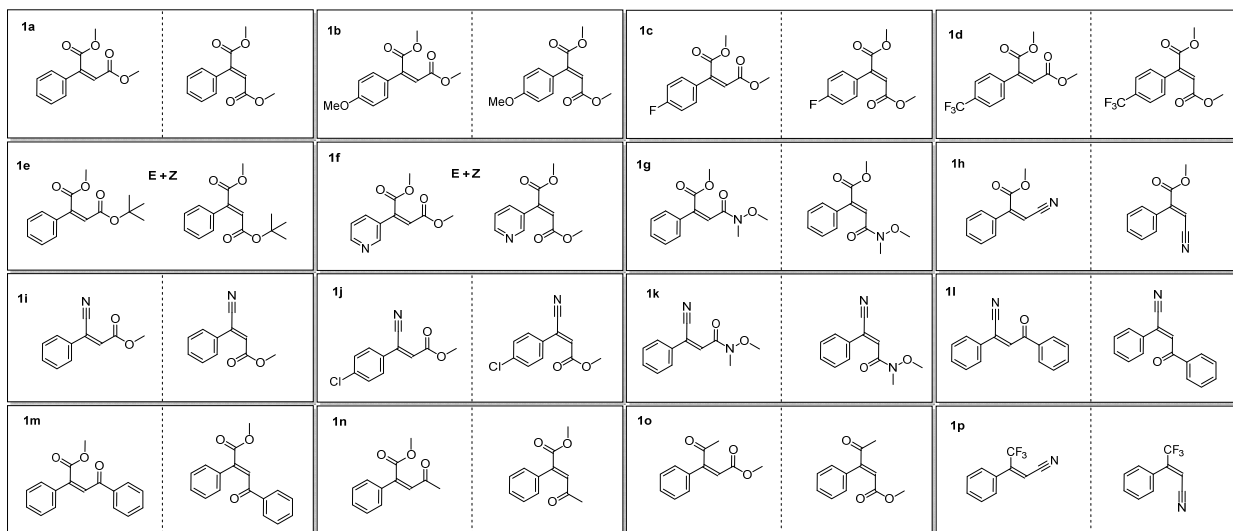 1a
O O O O
O O O O
1b
O O O O MeO
O O O O MeO
1c
O O O O F
O O O O F
1d
O O O O F3C
O O O O F3C
1e
E + Z
O O O O
O O O O
1f
E + Z
O O O O N
O O O O N
1g
O O O N O
O O O N O
1h
O O N
O O N
1i
N O O
N O O
1j
N O O Cl
N O O Cl
1k
N O N O
N O N O
1l
N O
N O
1m
O O O
O O O
1n
O O O
O O O
1o
O O O
O O O
1p
CF3 N
CF3 N